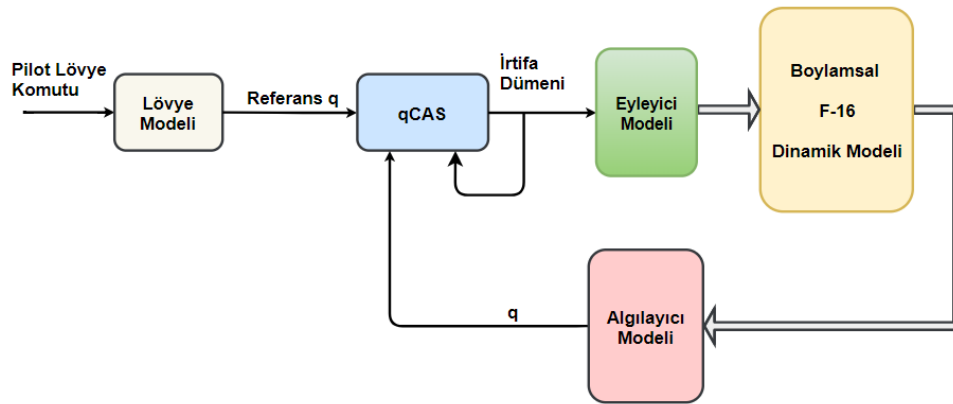 Pilot Lövye
Komutu
Lövye
Modeli
Referans q
qCAS
İrtifa
Dümeni
Eyleyici
Modeli
Boylamsal
F-16
Dinamik Modeli
q
Algılayıcı
Modeli